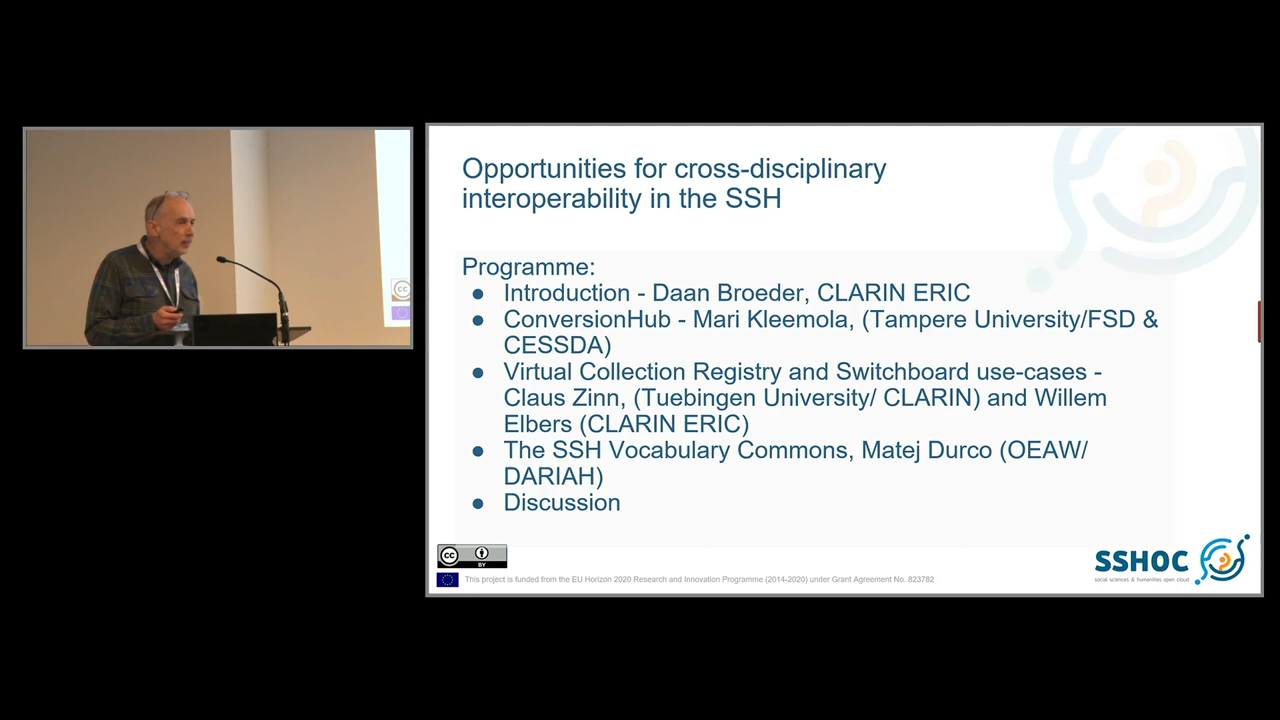 Opportunities for cross-disciplinary
interoperability in the SSH
Programme:
● Introduction - Daan Broeder, CLARIN ERIC
● ConversionHub - Mari Kleemola, (Tampere University/FSD &
CESSDA)
● Virtual Collection Registry and Switchboard use-cases -
Claus Zinn, (Tuebingen University/ CLARIN) and Willem
Elbers (CLARIN ERIC)
● The SSH Vocabulary Commons, Matej Durco (OEAW/
DARIAH)
● Discussion
cc
BY
This project is funded from the EU Horizon 2020 Research and Innovation Programme (2014-2020) under Grant Agreement No. 823782
SSHOC
social sciences & humanities open cloud
cc